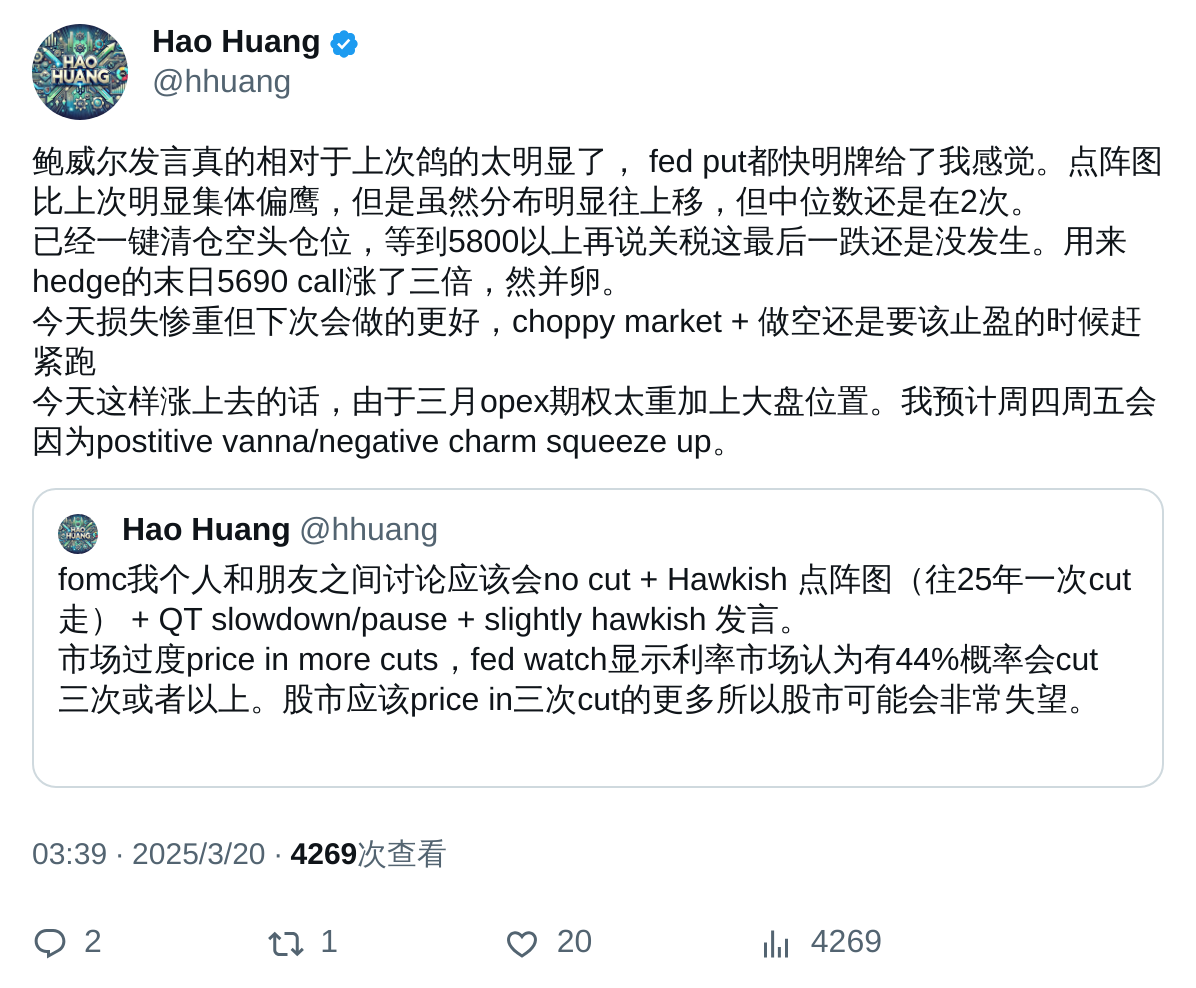 Hao Huang
@hhuang
鲍威尔发言真的相对于上次鸽的太明显了， fed put都快明牌给了我感觉。点阵图
比上次明显集体偏鹰，但是虽然分布明显往上移，但中位数还是在2次。
已经一键清仓空头仓位，等到5800以上再说关税这最后一跌还是没发生。用来
hedge的末日5690 call涨了三倍，然并卵。
今天损失惨重但下次会做的更好，choppy market + 做空还是要该止盈的时候赶
紧跑
今天这样涨上去的话，由于三月opex期权太重加上大盘位置。我预计周四周五会
因为postitive vanna/negative charm squeeze up。
HAO
HUANG
Hao Huang @hhuang
fomc我个人和朋友之间讨论应该会no cut + Hawkish 点阵图（往25年一次cut
走） + QT slowdown/pause + slightly hawkish 发言。
市场过度price in more cuts，fed watch显示利率市场认为有44%概率会cut
三次或者以上。股市应该price in三次cut的更多所以股市可能会非常失望。
03:39 · 2025/3/20 · 4269次查看
2 1 20 4269